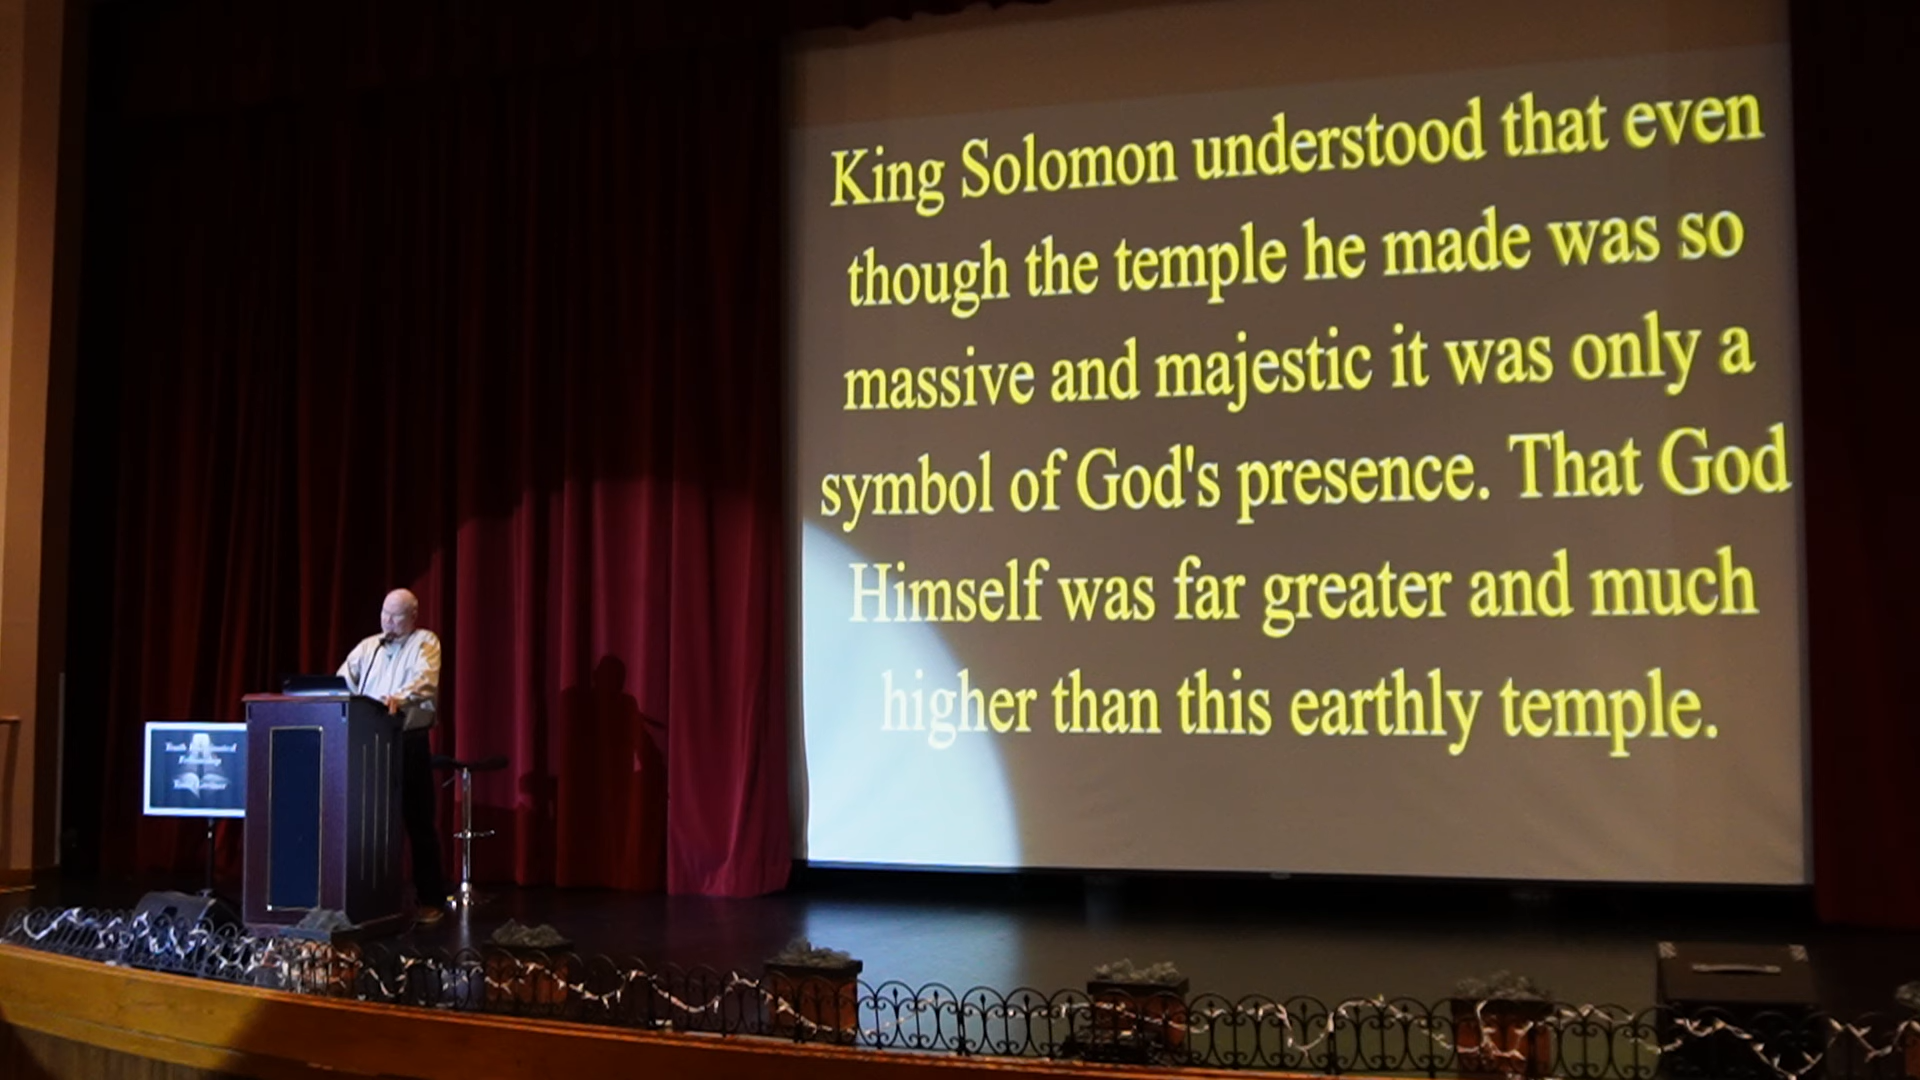 King Solomon understood that even
though the temple he made was so
massive and majestic it was only a
symbol of God's presence. That God
Himself was far greater and much
higher than this earthly temple.
Fellowship